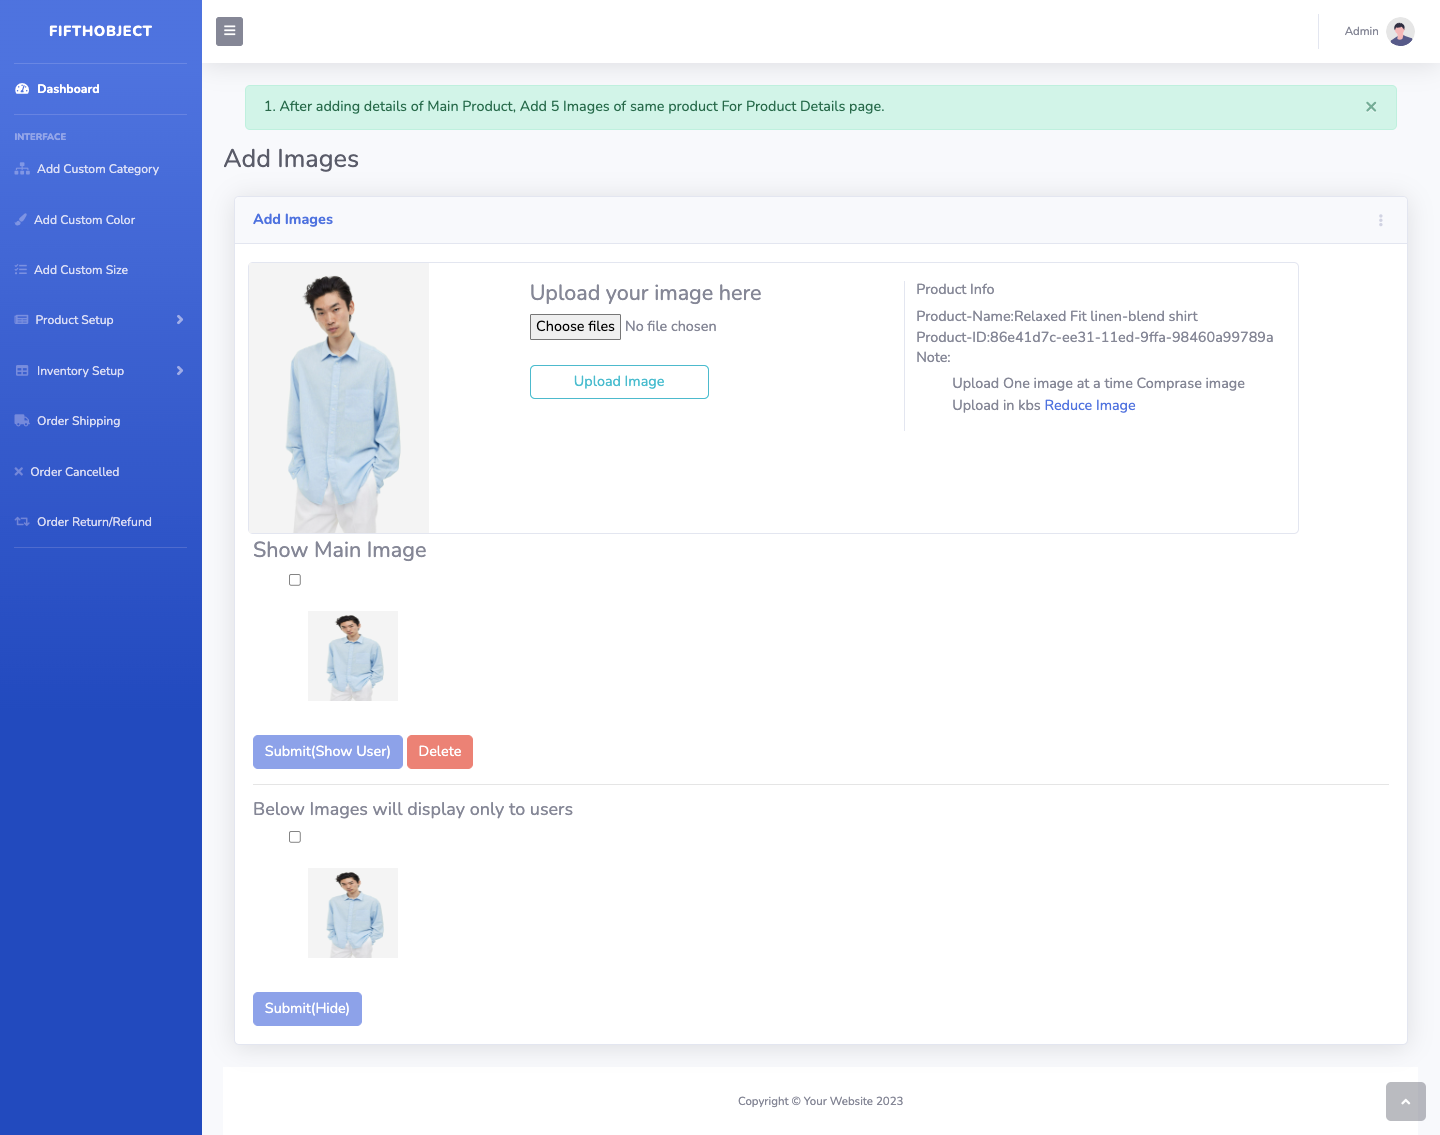 FIFTHOBJECT
Admin
Dashboard
INTERFACE
Add Custom Category
Add Custom Color
Add Custom Size
Product Setup
Inventory Setup
Order Shipping
Order Cancelled
Order Return/Refund
1. After adding details of Main Product, Add 5 Images of same product For Product Details page.
×
Add Images
Add Images
Upload your image here
Choose files No file chosen
Upload Image
Product Info
Product-Name:Relaxed Fit linen-blend shirt
Product-ID:86e41d7c-ee31-11ed-9ffa-98460a99789a
Note:
Upload One image at a time Comprase image
Upload in kbs Reduce Image
Show Main Image
Submit(Show User) Delete
Below Images will display only to users
Submit(Hide)
Copyright © Your Website 2023